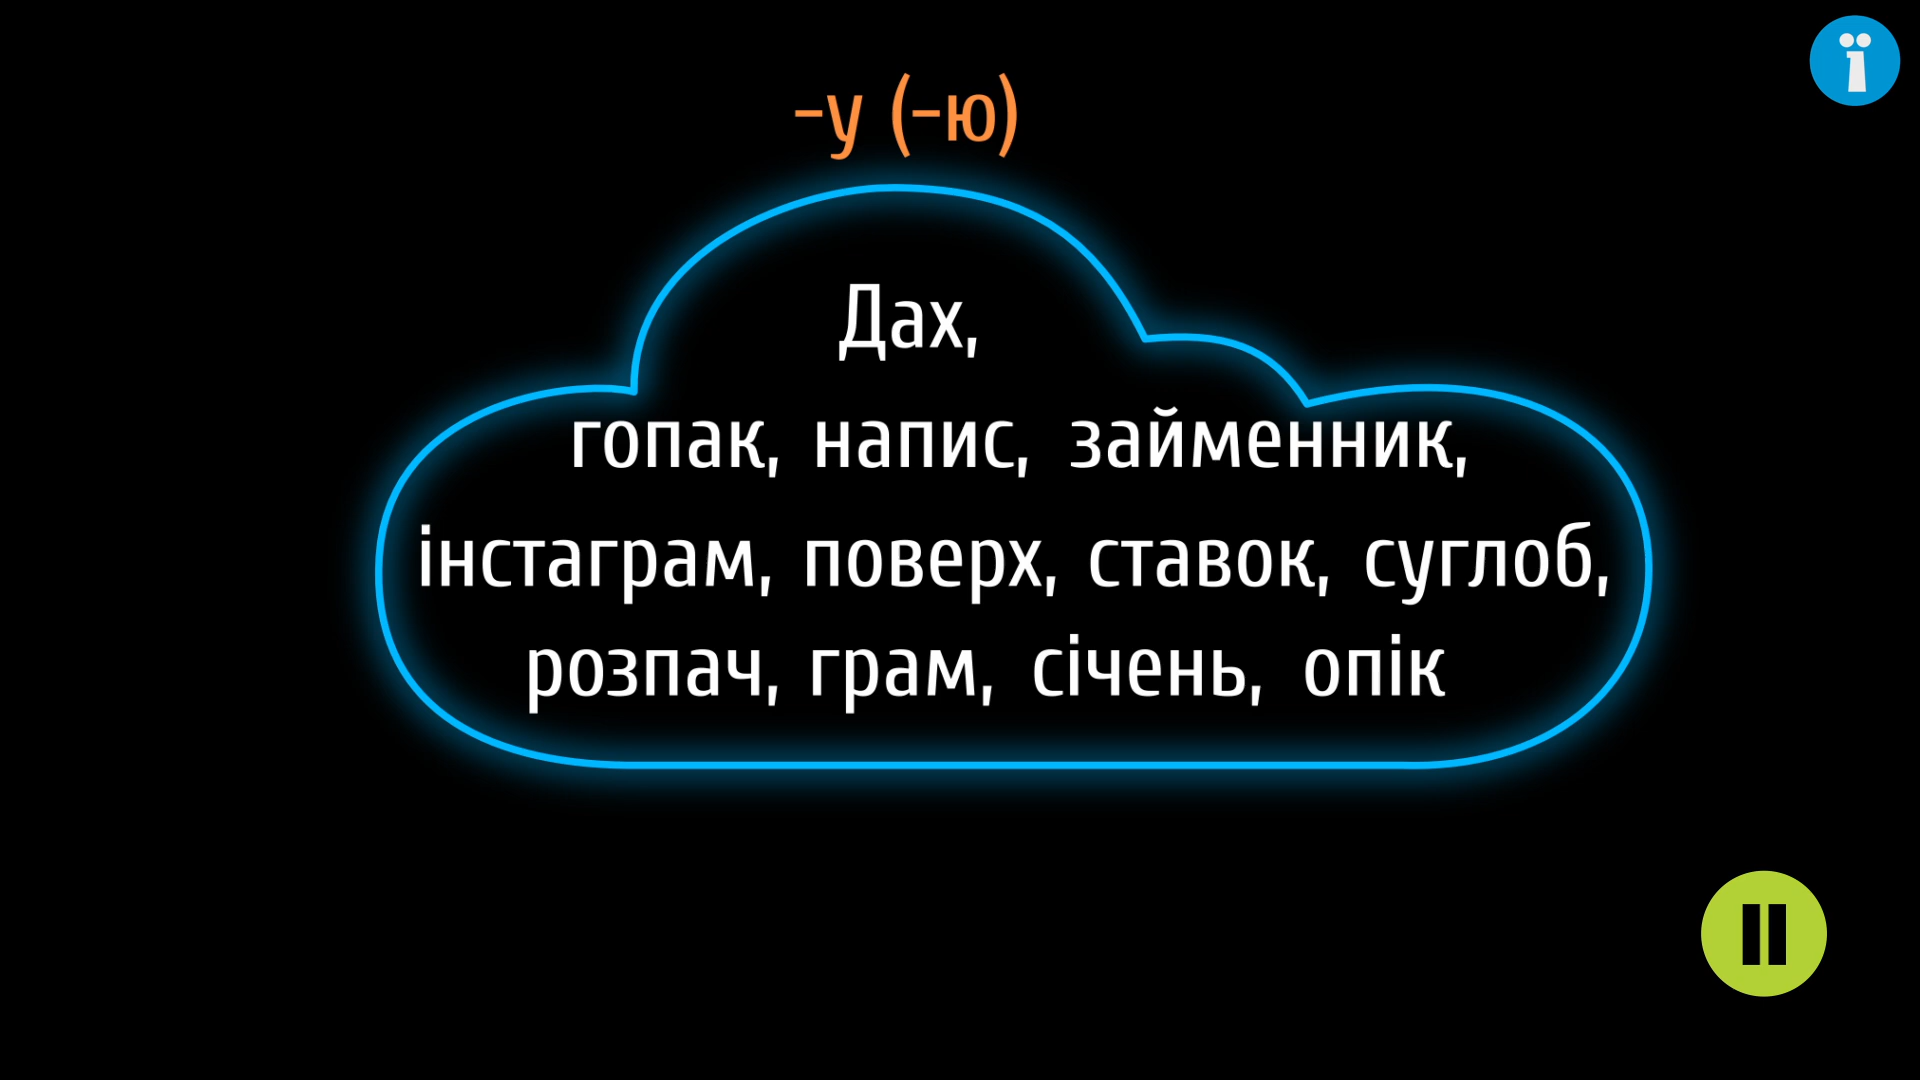 ї
-у (-ю)
Дах,
гопак, напис, займенник,
інстаграм, поверх, ставок, суглоб,
розпач, грам, січень, опік